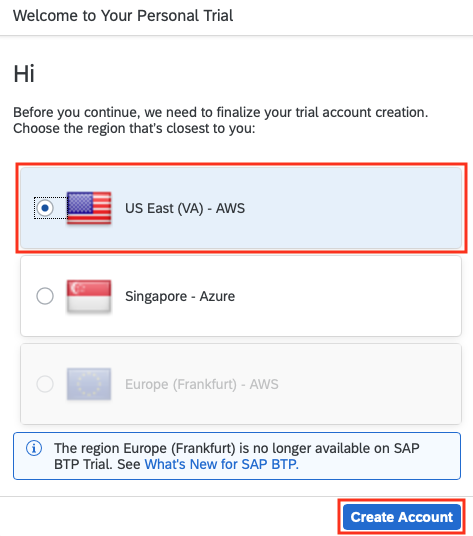 Welcome to Your Personal Trial
Hi
Before you continue, we need to finalize your trial account creation.
Choose the region that's closest to you:
US East (VA) - AWS
Singapore - Azure
Europe (Frankfurt) - AWS
The region Europe (Frankfurt) is no longer available on SAP
BTP Trial. See What's New for SAP BTP.
Create Account